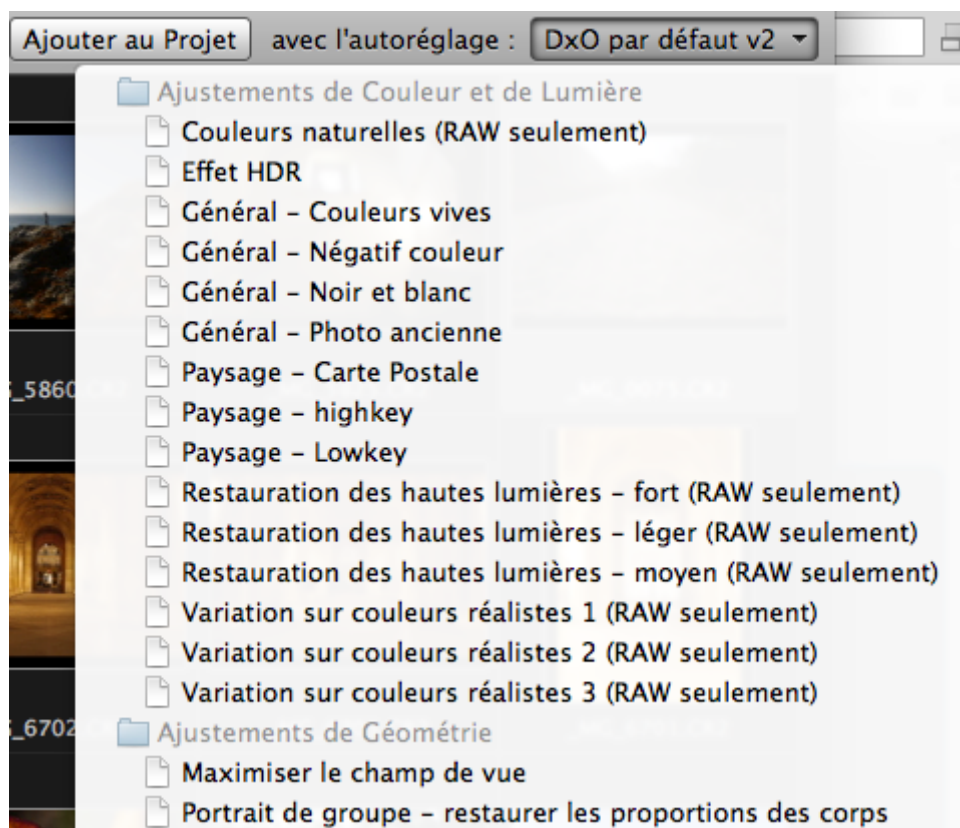 Ajouter au Projet avec l'autoréglage : DxO par défaut v2
Ajustements de Couleur et de Lumière
Couleurs naturelles (RAW seulement)
Effet HDR
Général – Couleurs vives
Général – Négatif couleur
Général – Noir et blanc
Général – Photo ancienne
Paysage – Carte Postale
_5860
Paysage – highkey
Paysage – Lowkey
Restauration des hautes lumières – fort (RAW seulement)
Restauration des hautes lumières – léger (RAW seulement)
Restauration des hautes lumières – moyen (RAW seulement)
Variation sur couleurs réalistes 1 (RAW seulement)
Variation sur couleurs réalistes 2 (RAW seulement)
Variation sur couleurs réalistes 3 (RAW seulement)
_6702
Ajustements de Géométrie
Maximiser le champ de vue
Portrait de groupe – restaurer les proportions des corps